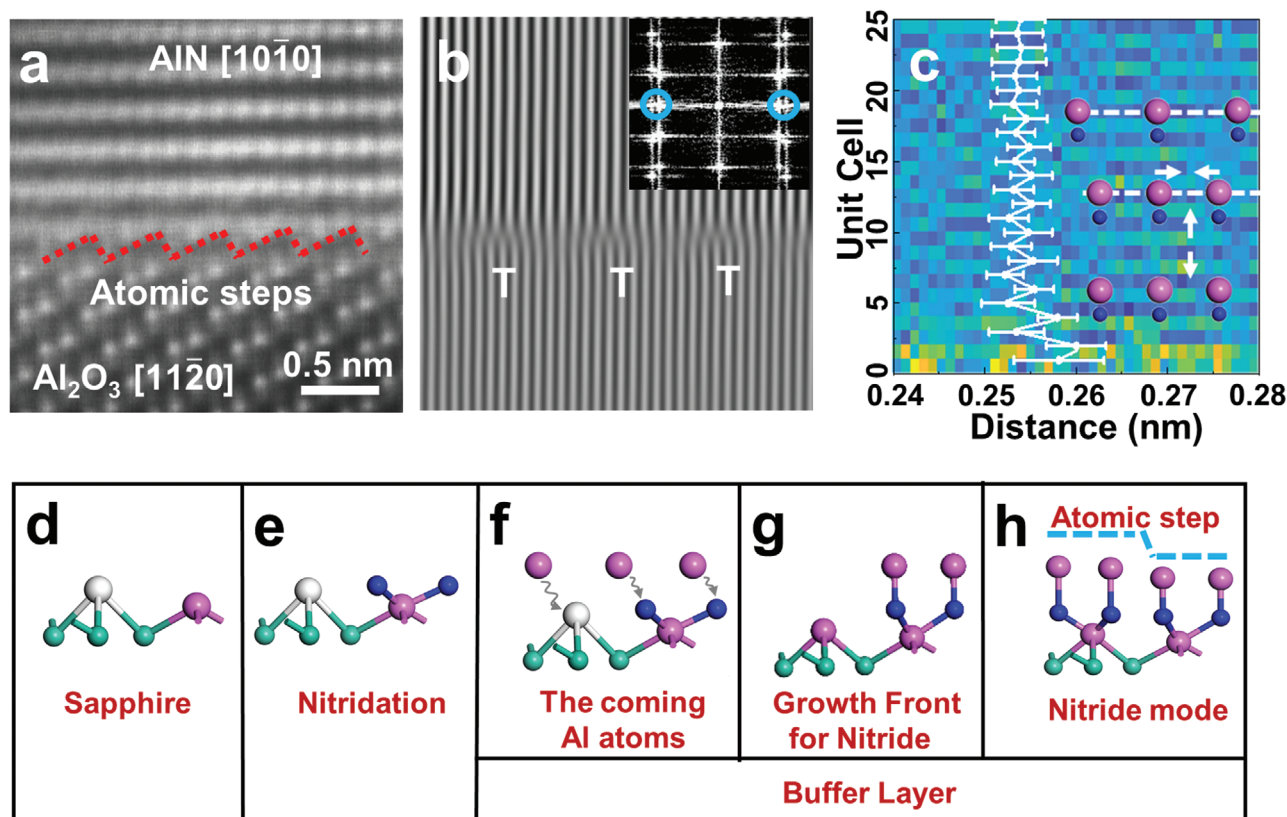 a
AlN [101̄0]
Atomic steps
Al₂O₃ [112̄0]
0.5 nm
b
T T T
c
Unit Cell
25
20
15
10
5
0
0.24 0.25 0.26 0.27 0.28
Distance (nm)
d
Sapphire
e
Nitridation
f
The coming
Al atoms
g
Growth Front
for Nitride
h
Atomic step
Nitride mode
Buffer Layer